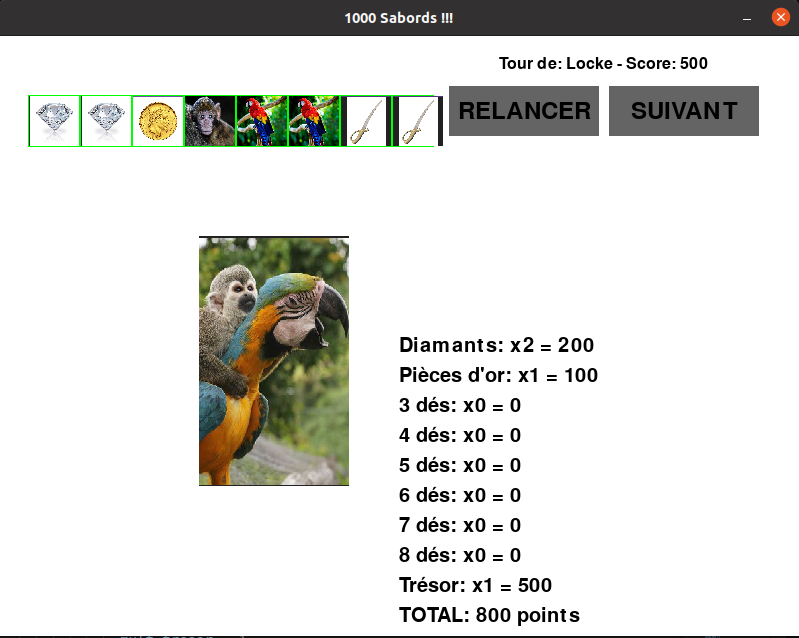 1000 Sabords !!!
Tour de: Locke - Score: 500
RELANCER
SUIVANT
Diamants: x2 = 200
Pièces d'or: x1 = 100
3 dés: x0 = 0
4 dés: x0 = 0
5 dés: x0 = 0
6 dés: x0 = 0
7 dés: x0 = 0
8 dés: x0 = 0
Trésor: x1 = 500
TOTAL: 800 points